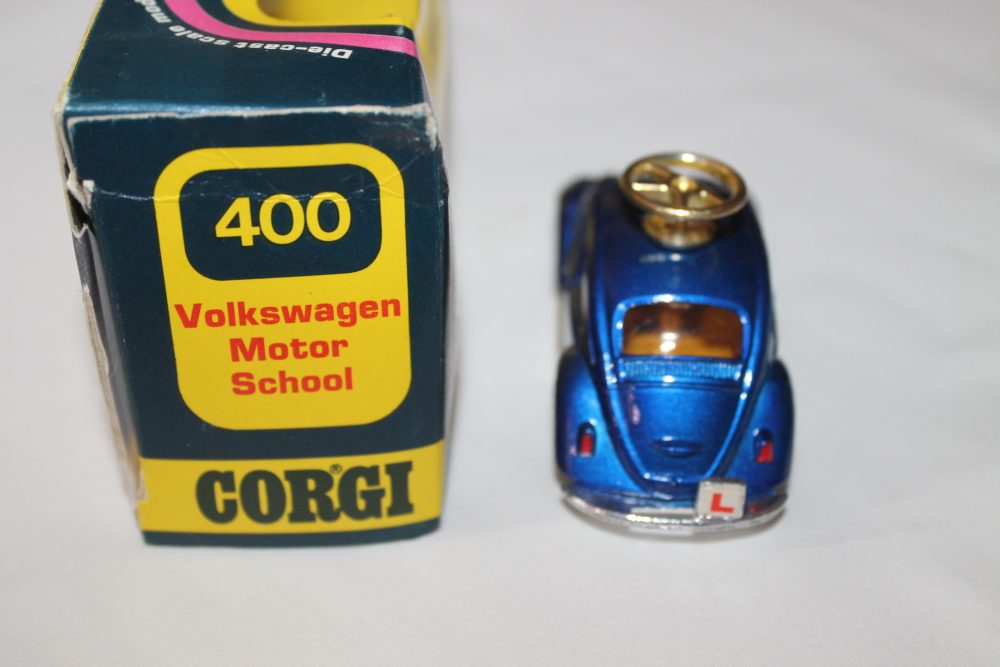 Die-cast scale
400
Volkswagen
Motor
School
CORGI®
L